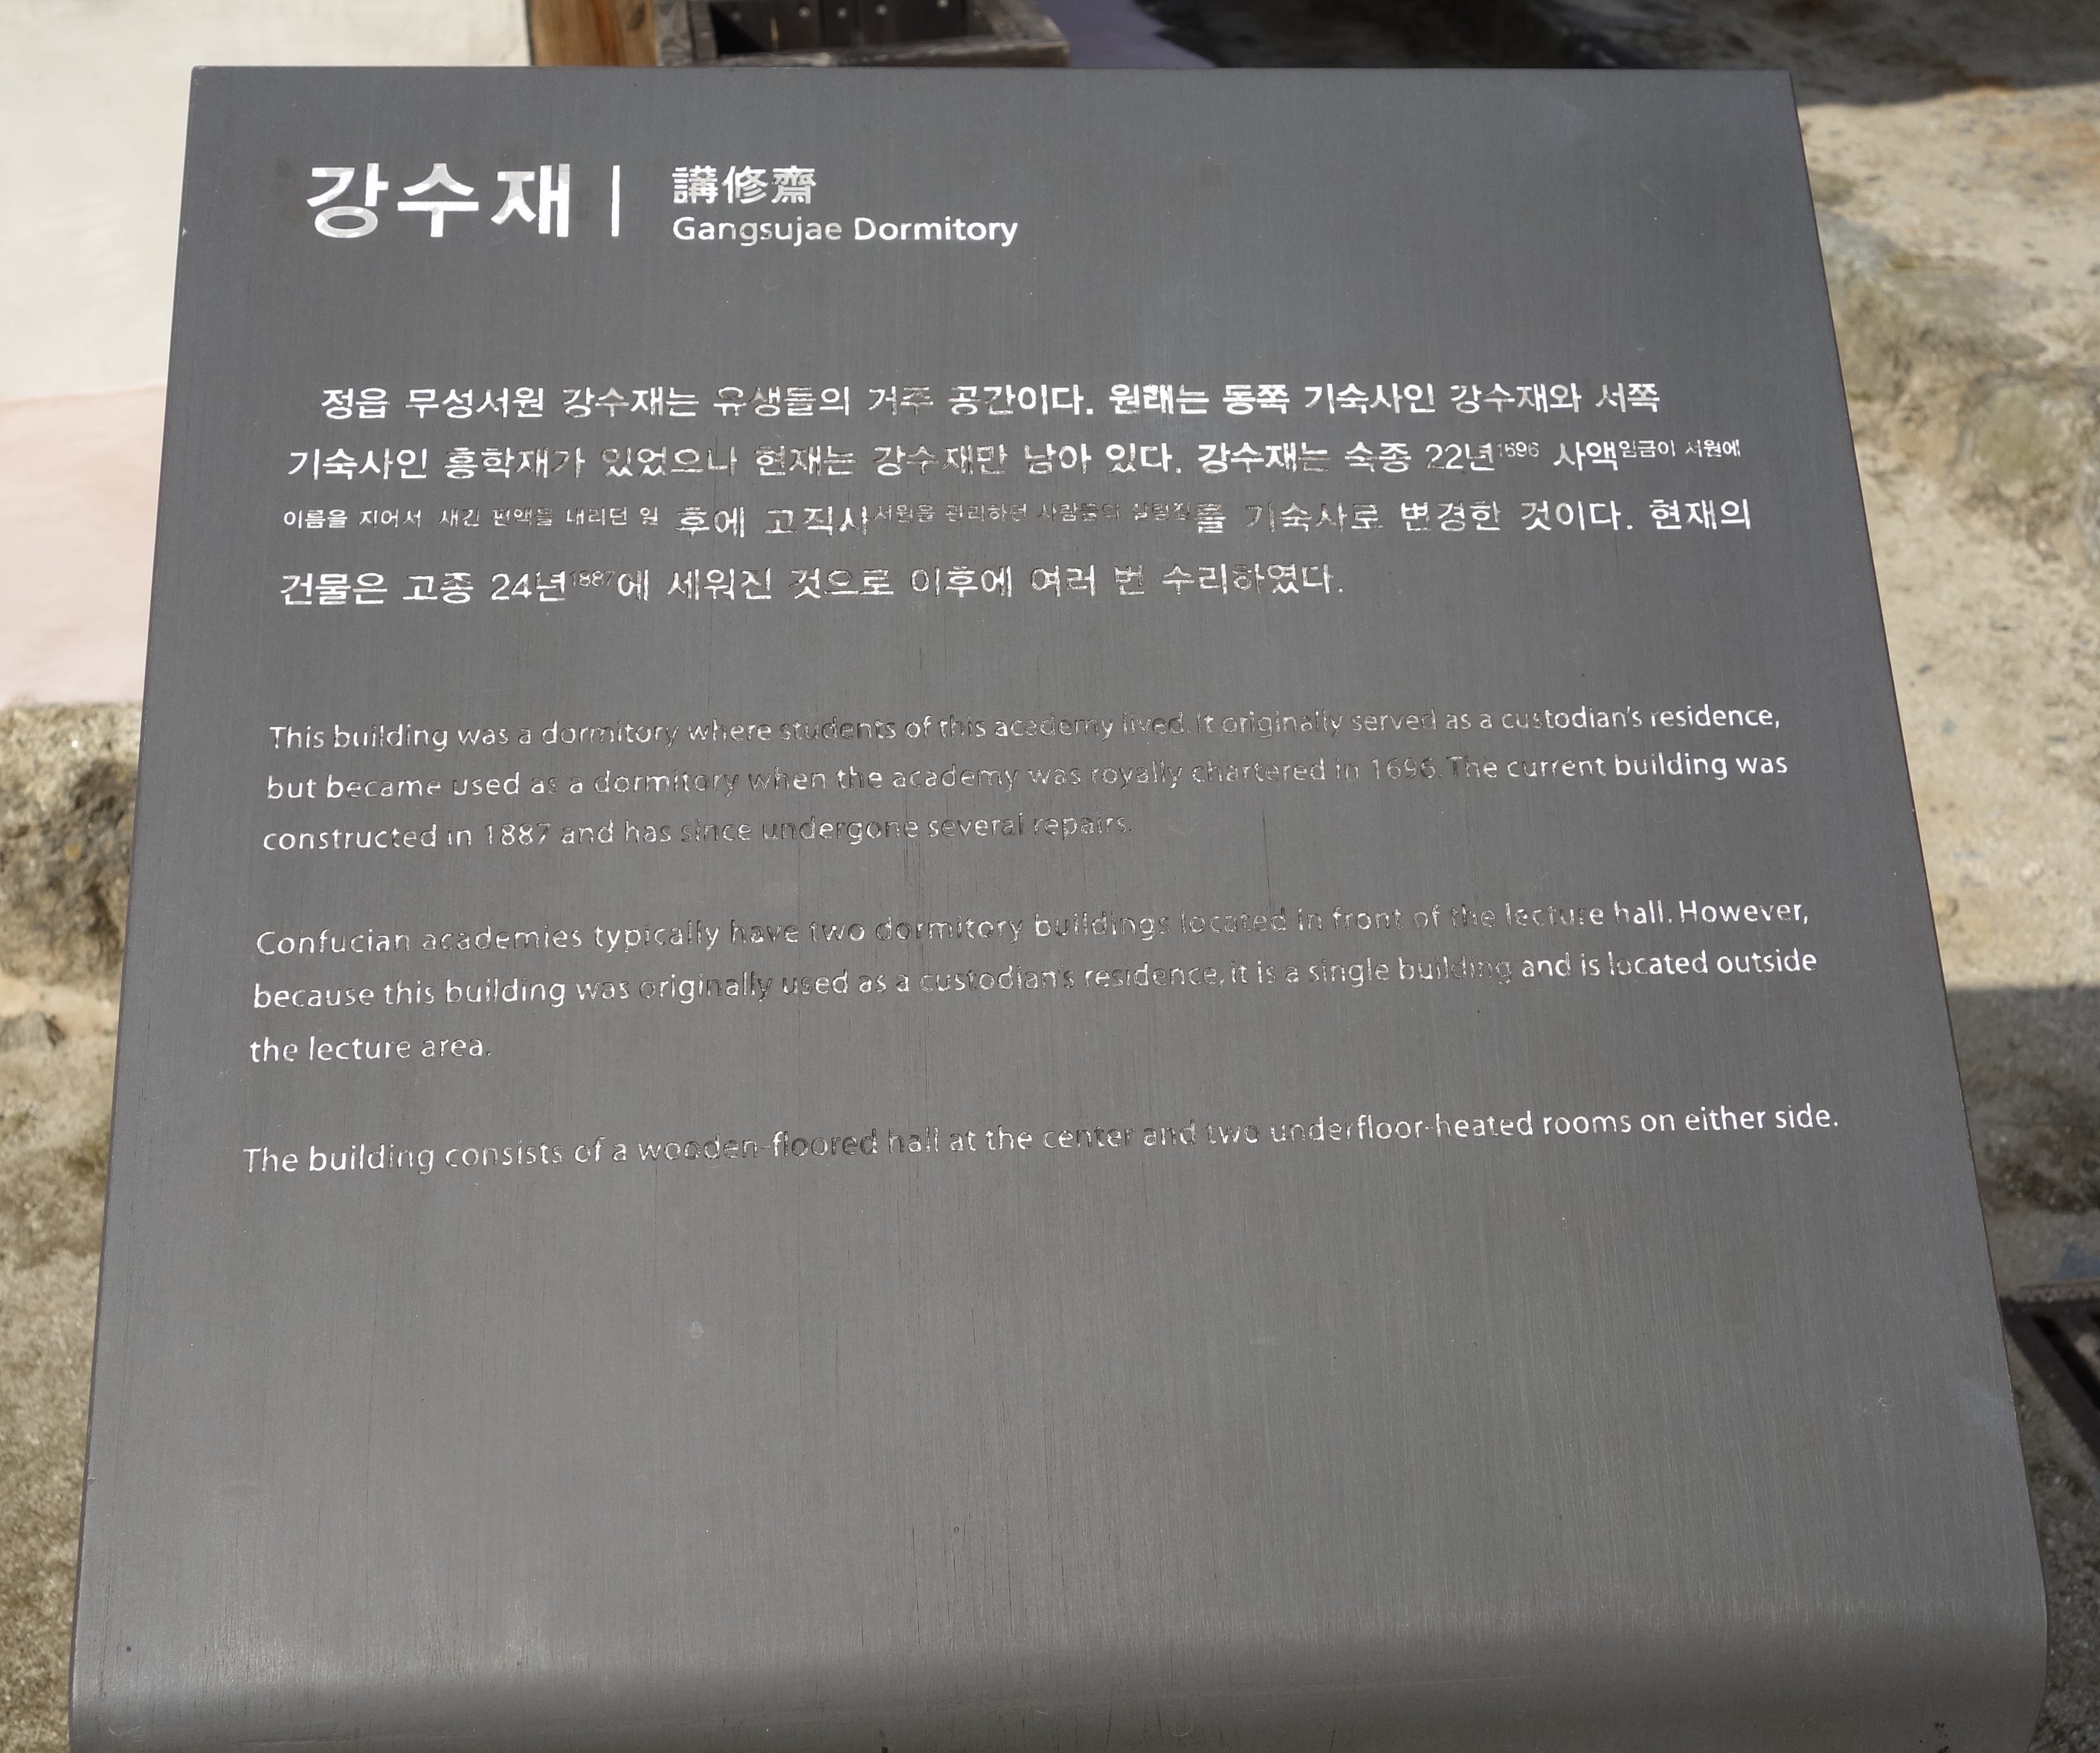 강수재 | 講修齋
Gangsujae Dormitory
정읍 무성서원 강수재는 유생들의 거주 공간이다. 원래는 동쪽 기숙사인 강수재와 서쪽
기숙사인 흥학재가 있었으나 현재는 강수재만 남아 있다. 강수재는 숙종 22년1696 사액임금이 서원에
이름을 지어서 새긴 편액을 내리던 일 후에 고직사서원을 관리하던 사람들의 살림집를 기숙사로 변경한 것이다. 현재의
건물은 고종 24년1887에 세워진 것으로 이후에 여러 번 수리하였다.
This building was a dormitory where students of this academy lived. It originally served as a custodian's residence,
but became used as a dormitory when the academy was royally chartered in 1696. The current building was
constructed in 1887 and has since undergone several repairs.
Confucian academies typically have two dormitory buildings located in front of the lecture hall. However,
because this building was originally used as a custodian's residence, it is a single building and is located outside
the lecture area.
The building consists of a wooden-floored hall at the center and two underfloor-heated rooms on either side.